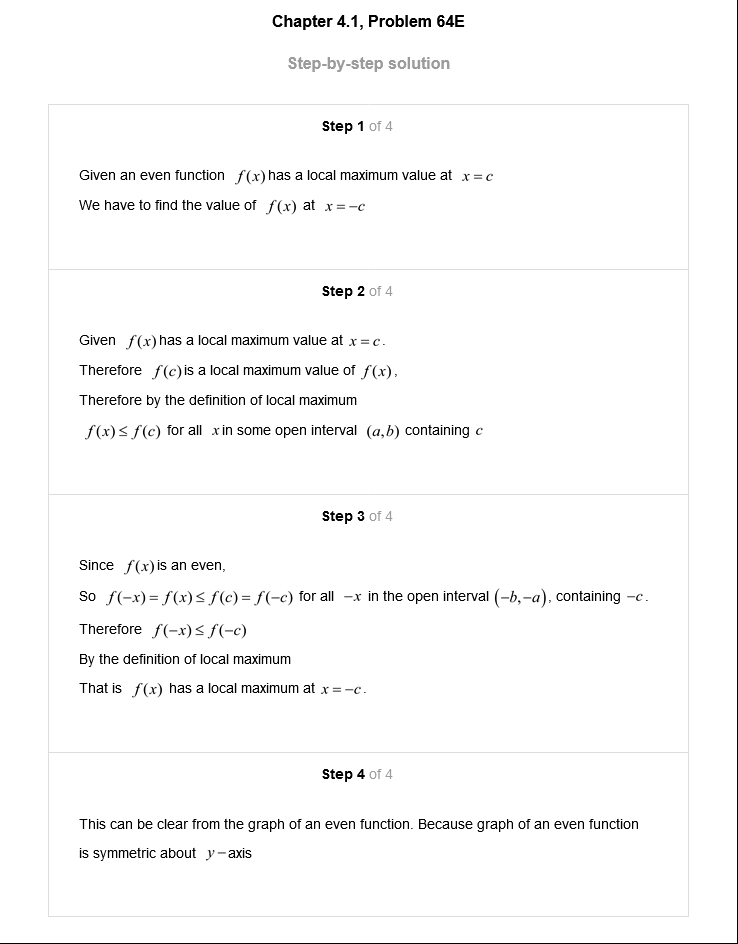 Chapter 4.1, Problem 64E
Step-by-step solution
Step 1 of 4
Given an even function f(x) has a local maximum value at x = c
We have to find the value of f(x) at x = −c
Step 2 of 4
Given f(x) has a local maximum value at x = c.
Therefore f(c) is a local maximum value of f(x),
Therefore by the definition of local maximum
f(x) ≤ f(c) for all x in some open interval (a,b) containing c
Step 3 of 4
Since f(x) is an even,
So f(−x) = f(x) ≤ f(c) = f(−c) for all −x in the open interval (−b,−a), containing −c.
Therefore f(−x) ≤ f(−c)
By the definition of local maximum
That is f(x) has a local maximum at x = −c.
Step 4 of 4
This can be clear from the graph of an even function. Because graph of an even function
is symmetric about y−axis